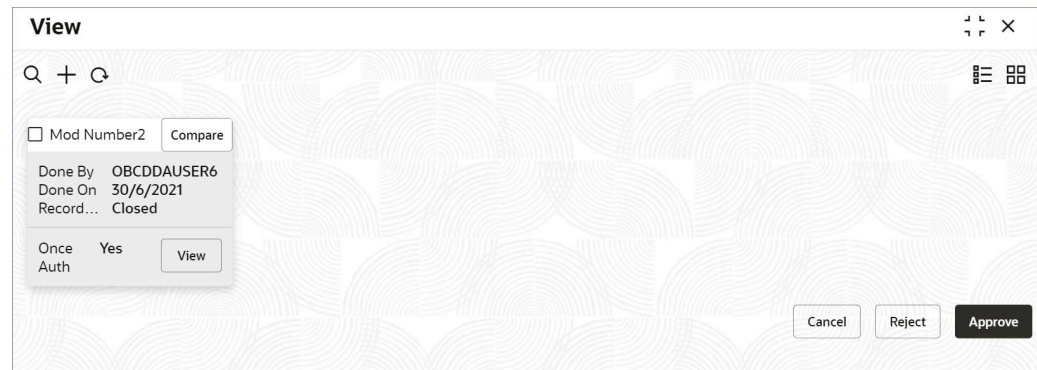 View
Mod Number2 Compare
Done By OBCDDAUSER6
Done On 30/6/2021
Record... Closed
Once Auth Yes View
Cancel Reject Approve